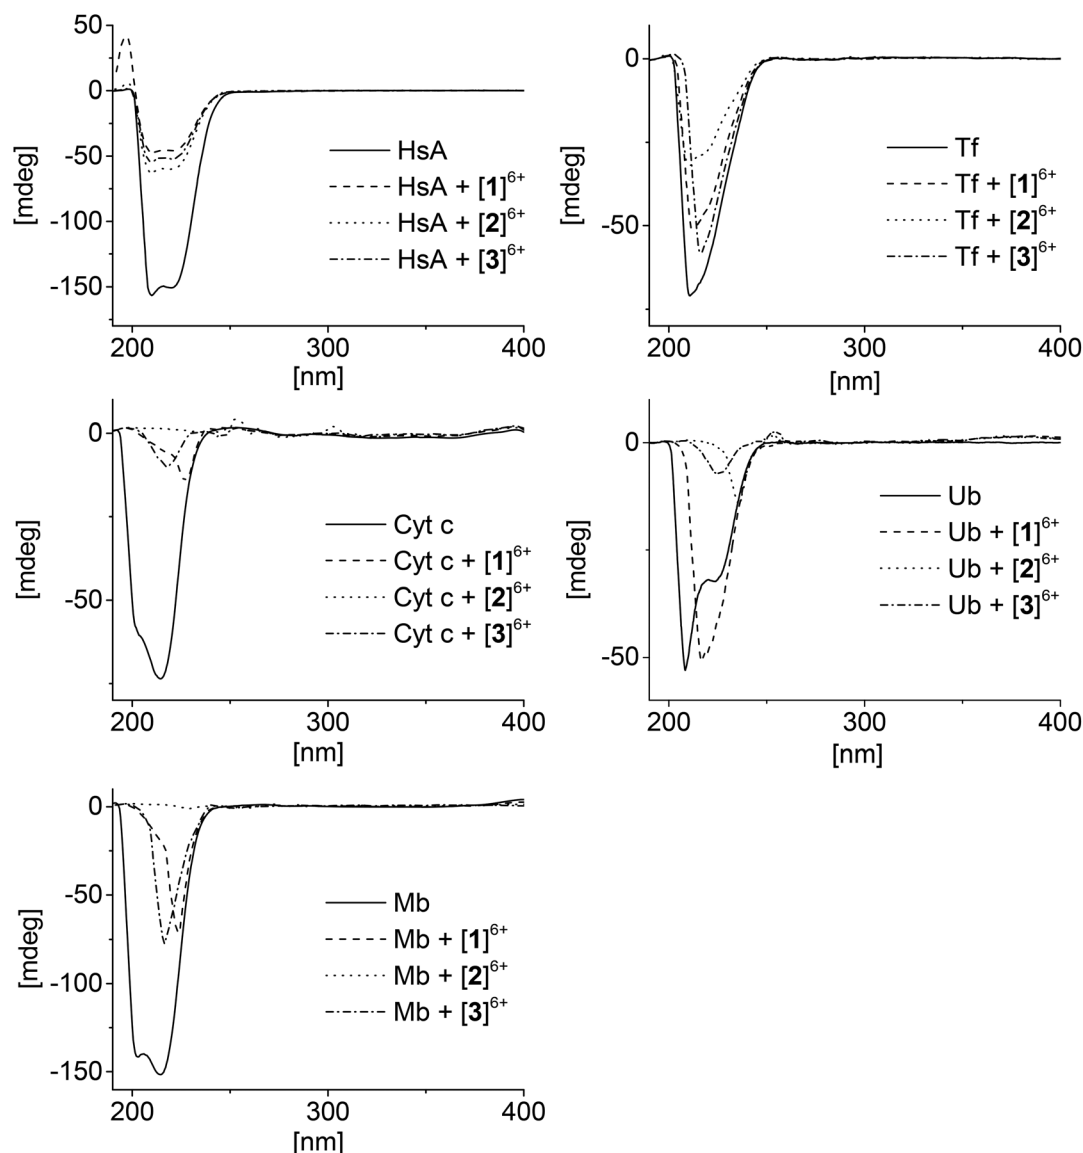 50
0
-50
-100
-150
[mdeg]
HsA
HsA + [1]6+
HsA + [2]6+
HsA + [3]6+
200
300
400
[nm]
0
-50
[mdeg]
Tf
Tf + [1]6+
Tf + [2]6+
Tf + [3]6+
200
300
400
[nm]
0
-50
[mdeg]
Cyt c
Cyt c + [1]6+
Cyt c + [2]6+
Cyt c + [3]6+
200
300
400
[nm]
0
-50
[mdeg]
Ub
Ub + [1]6+
Ub + [2]6+
Ub + [3]6+
200
300
400
[nm]
0
-50
-100
-150
[mdeg]
Mb
Mb + [1]6+
Mb + [2]6+
Mb + [3]6+
200
300
400
[nm]